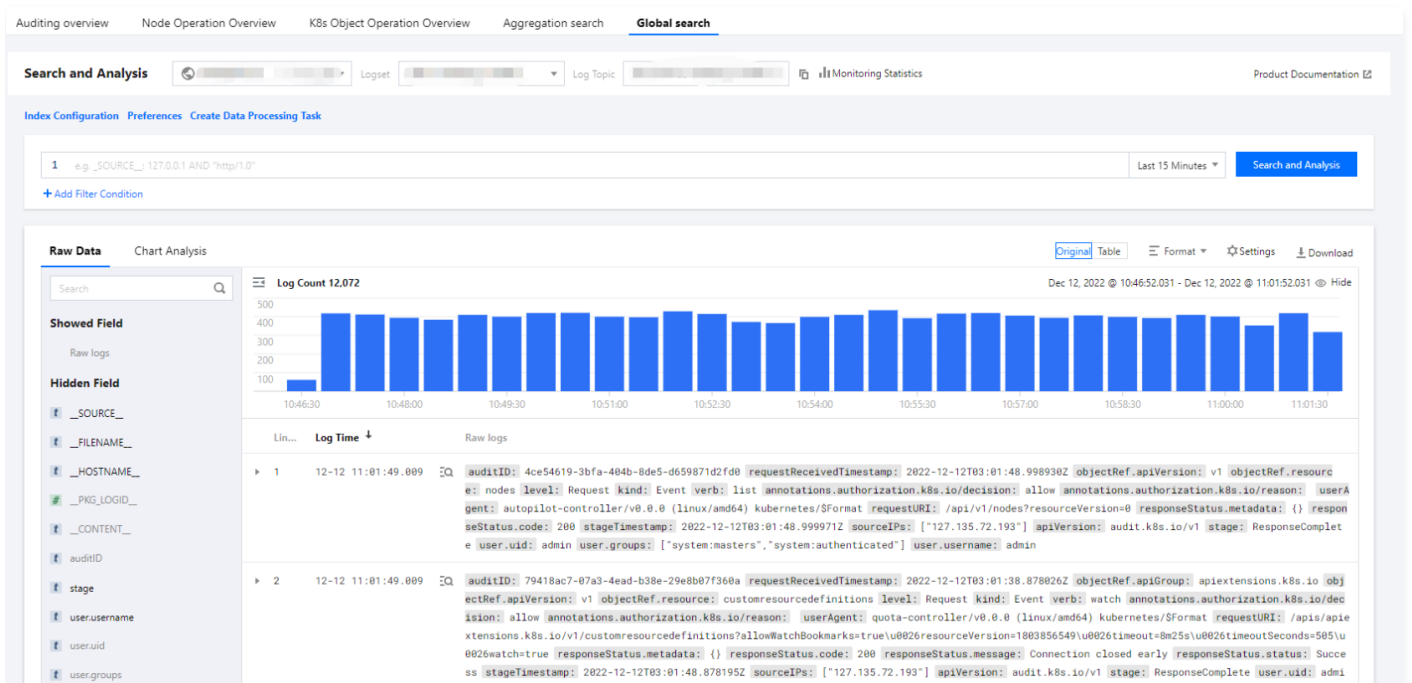 Auditing overview Node Operation Overview K8s Object Operation Overview Aggregation search Global search
Search and Analysis Logset Log Topic Monitoring Statistics Product Documentation
Index Configuration Preferences Create Data Processing Task
1 e.g. _SOURCE_: 127.0.0.1 AND "http/1.0" Last 15 Minutes Search and Analysis
+ Add Filter Condition
Raw Data Chart Analysis Original Table Format Settings Download
Search Log Count 12,072 Dec 12, 2022 @ 10:46:52.031 - Dec 12, 2022 @ 11:01:52.031 Hide
500
400
300
200
100
10:46:30 10:48:00 10:49:30 10:51:00 10:52:30 10:54:00 10:55:30 10:57:00 10:58:30 11:00:00 11:01:30
Showed Field
Raw logs
Hidden Field
t __SOURCE__
t __FILENAME__
t __HOSTNAME__
# __PKG_LOGID__
t __CONTENT__
t auditID
t stage
t user.username
t user.uid
t user.groups
Lin... Log Time Raw logs
1 12-12 11:01:49.009 auditID: 4ce54619-3bfa-404b-8de5-d659871d2fd0 requestReceivedTimestamp: 2022-12-12T03:01:48.998930Z objectRef.apiVersion: v1 objectRef.resourc
e: nodes level: Request kind: Event verb: list annotations.authorization.k8s.io/decision: allow annotations.authorization.k8s.io/reason: userA
gent: autopilot-controller/v0.0.0 (linux/amd64) kubernetes/$Format requestURI: /api/v1/nodes?resourceVersion=0 responseStatus.metadata: {} respon
seStatus.code: 200 stageTimestamp: 2022-12-12T03:01:48.999971Z sourceIPs: ["127.135.72.193"] apiVersion: audit.k8s.io/v1 stage: ResponseComplet
e user.uid: admin user.groups: ["system:masters","system:authenticated"] user.username: admin
2 12-12 11:01:49.009 auditID: 79418ac7-07a3-4ead-b38e-29e8b07f360a requestReceivedTimestamp: 2022-12-12T03:01:38.878026Z objectRef.apiGroup: apiextensions.k8s.io obj
ectRef.apiVersion: v1 objectRef.resource: customresourcedefinitions level: Request kind: Event verb: watch annotations.authorization.k8s.io/dec
ision: allow annotations.authorization.k8s.io/reason: userAgent: quota-controller/v0.0.0 (linux/amd64) kubernetes/$Format requestURI: /apis/apie
xtensions.k8s.io/v1/customresourcedefinitions?allowWatchBookmarks=true\u0026resourceVersion=1803856549\u0026timeout=8m25s\u0026timeoutSeconds=505\u
0026watch=true responseStatus.metadata: {} responseStatus.code: 200 responseStatus.message: Connection closed early responseStatus.status: Succe
ss stageTimestamp: 2022-12-12T03:01:48.878195Z sourceIPs: ["127.135.72.193"] apiVersion: audit.k8s.io/v1 stage: ResponseComplete user.uid: admi